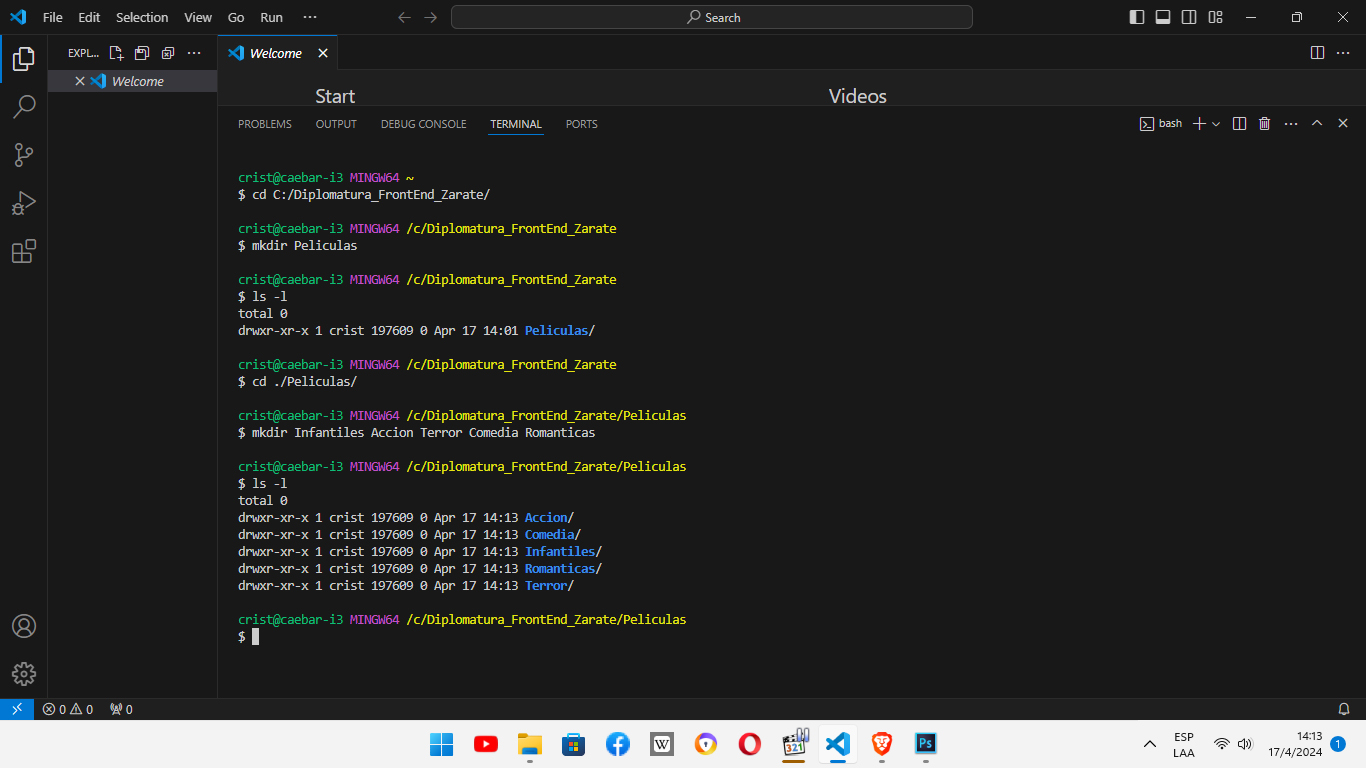 File Edit Selection View Go Run ··· Search
EXPL... ··· Welcome ···
Welcome
Start Videos
PROBLEMS OUTPUT DEBUG CONSOLE TERMINAL PORTS bash ···
crist@caebar-i3 MINGW64 ~
$ cd C:/Diplomatura_FrontEnd_Zarate/
crist@caebar-i3 MINGW64 /c/Diplomatura_FrontEnd_Zarate
$ mkdir Peliculas
crist@caebar-i3 MINGW64 /c/Diplomatura_FrontEnd_Zarate
$ ls -l
total 0
drwxr-xr-x 1 crist 197609 0 Apr 17 14:01 Peliculas/
crist@caebar-i3 MINGW64 /c/Diplomatura_FrontEnd_Zarate
$ cd ./Peliculas/
crist@caebar-i3 MINGW64 /c/Diplomatura_FrontEnd_Zarate/Peliculas
$ mkdir Infantiles Accion Terror Comedia Romanticas
crist@caebar-i3 MINGW64 /c/Diplomatura_FrontEnd_Zarate/Peliculas
$ ls -l
total 0
drwxr-xr-x 1 crist 197609 0 Apr 17 14:13 Accion/
drwxr-xr-x 1 crist 197609 0 Apr 17 14:13 Comedia/
drwxr-xr-x 1 crist 197609 0 Apr 17 14:13 Infantiles/
drwxr-xr-x 1 crist 197609 0 Apr 17 14:13 Romanticas/
drwxr-xr-x 1 crist 197609 0 Apr 17 14:13 Terror/
crist@caebar-i3 MINGW64 /c/Diplomatura_FrontEnd_Zarate/Peliculas
$
0 0 0
W 321 Ps
ESP
LAA
14:13
17/4/2024
1